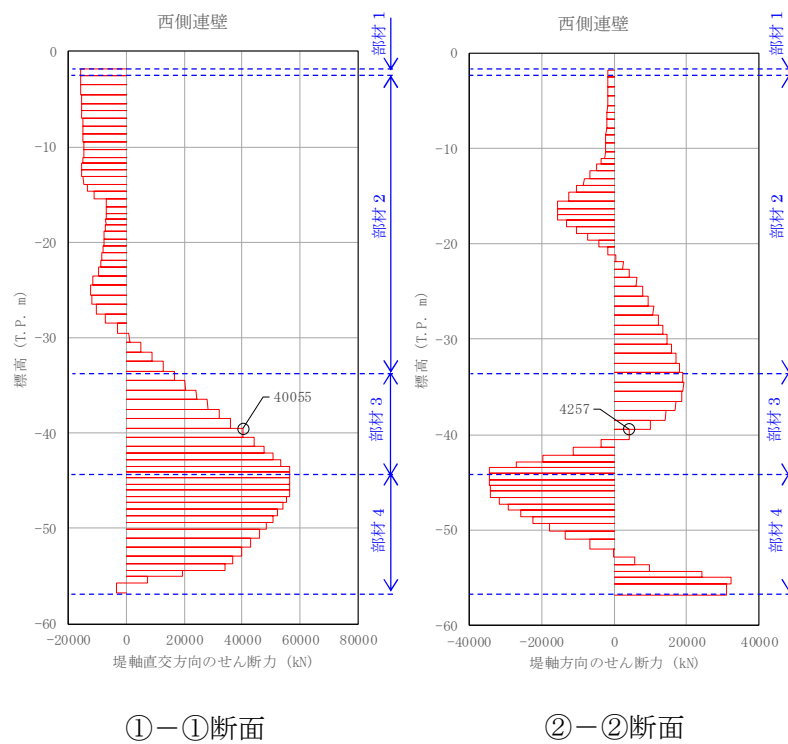 西側連壁
部材1
部材2
部材3
部材4
0
-10
-20
-30
-40
-50
-60
標高 (T.P. m)
40055
-20000
0
20000
40000
60000
80000
堤軸直交方向のせん断力 (kN)
①－①断面
西側連壁
部材1
部材2
部材3
部材4
0
-10
-20
-30
-40
-50
-60
標高 (T.P. m)
4257
-40000
-20000
0
20000
40000
堤軸方向のせん断力 (kN)
②－②断面